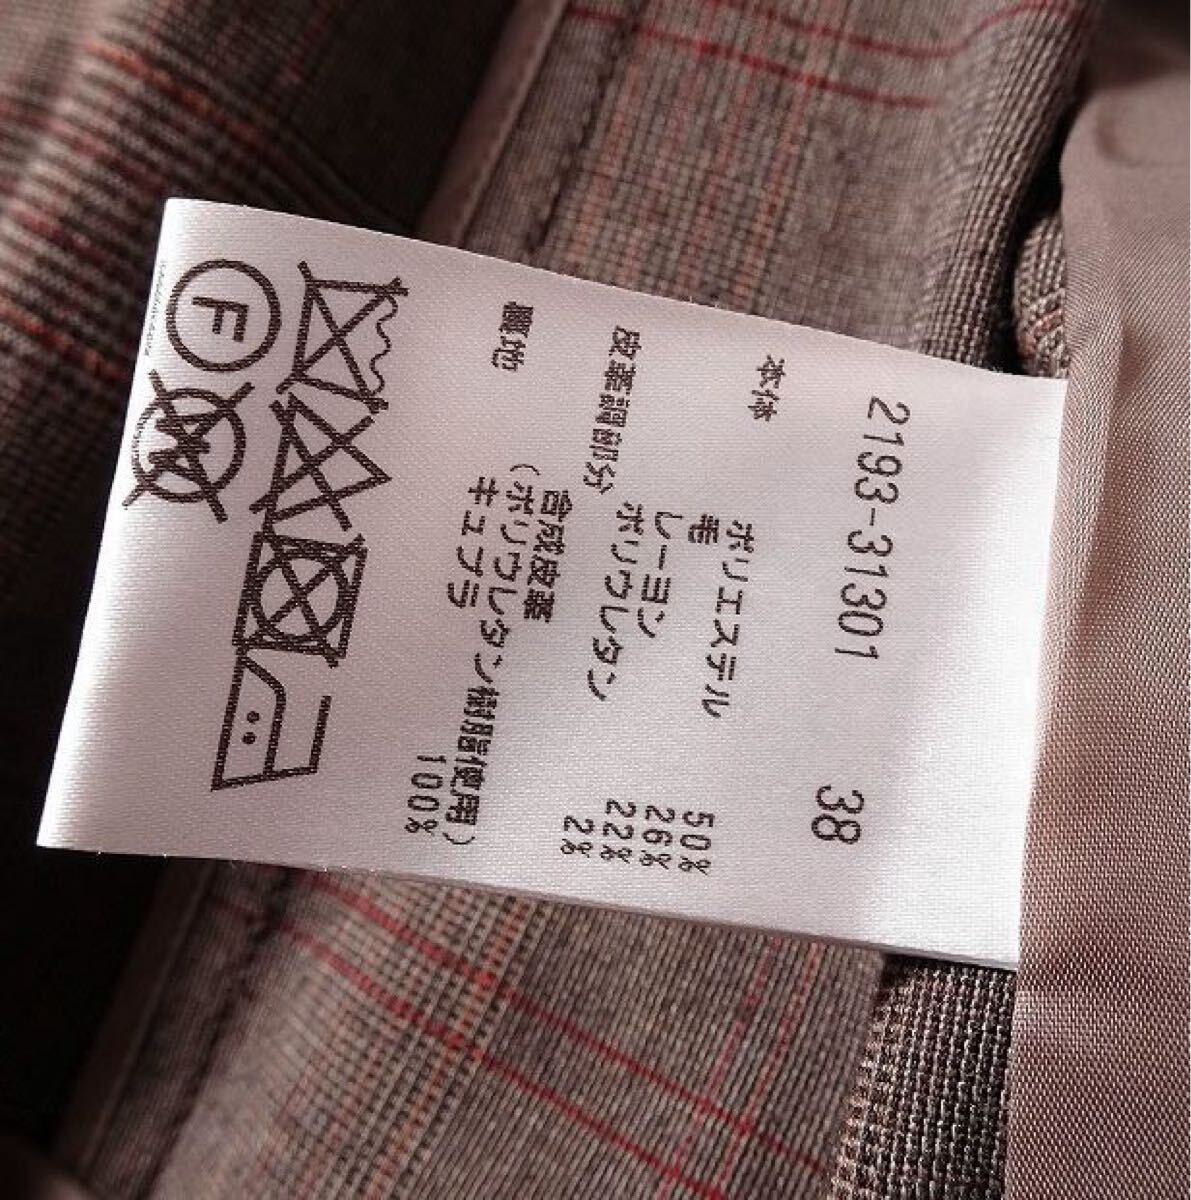 2193-31301 38
本体
ポリエステル 50%
毛 26%
レーヨン 22%
ポリウレタン 2%
皮革調部分
合成皮革
(ポリウレタン樹脂使用)
キュプラ 100%
F
W